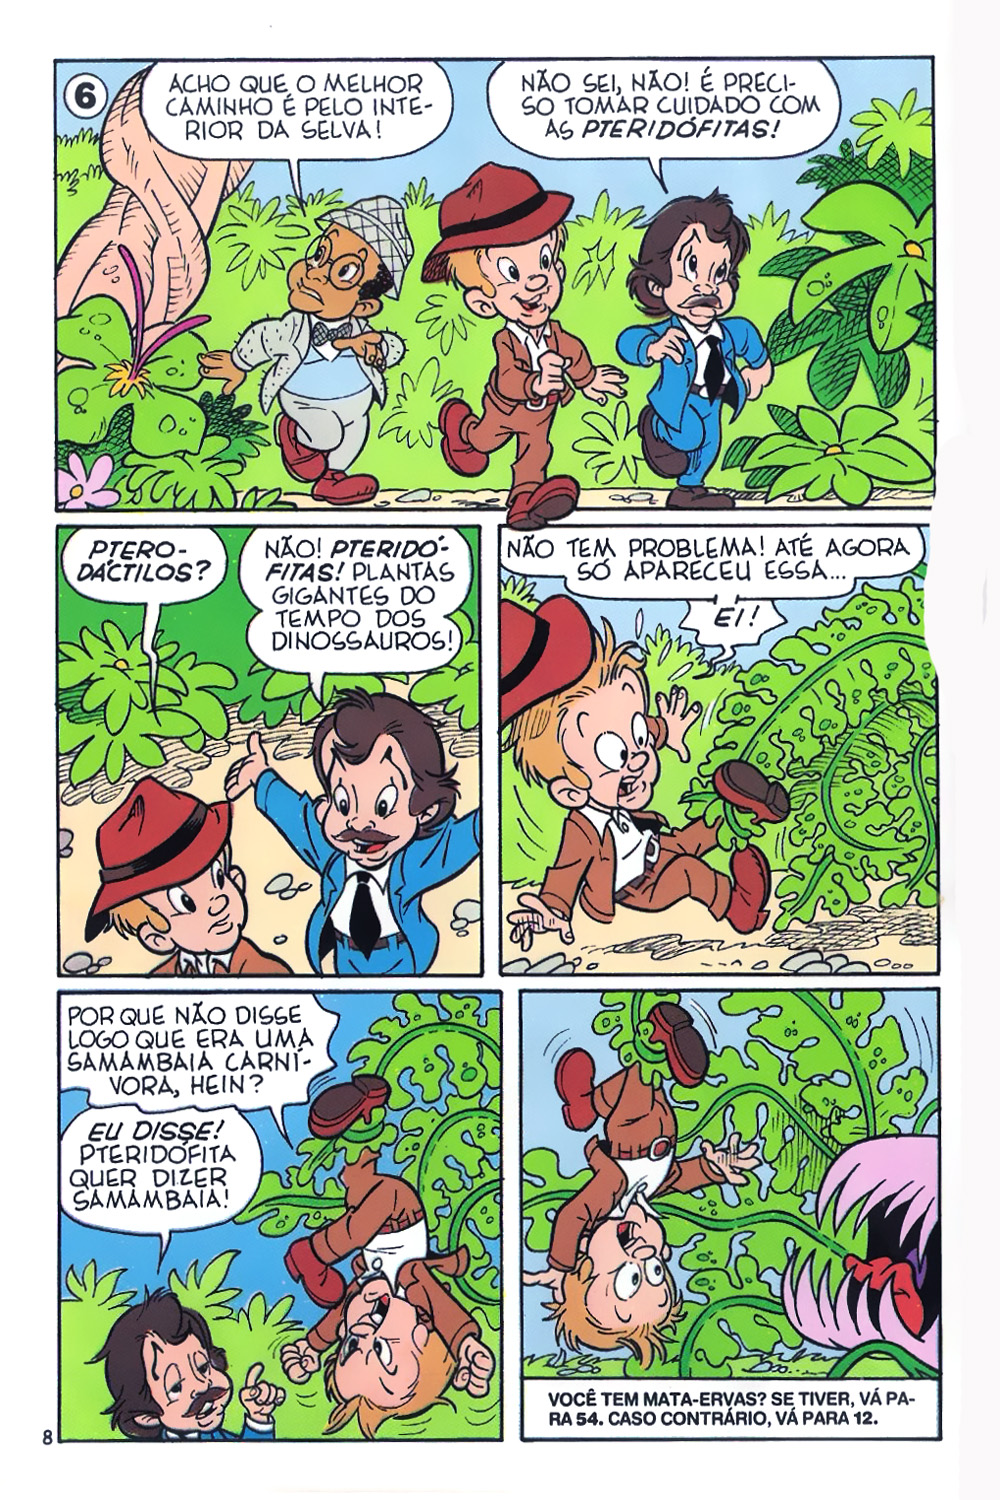 6
ACHO QUE O MELHOR
CAMINHO É PELO INTE-
RIOR DA SELVA!
NÃO SEI, NÃO! É PRECI-
SO TOMAR CUIDADO COM
AS PTERIDÓFITAS!
PTERO-
DÁCTILOS?
NÃO! PTERIDÓ-
FITAS! PLANTAS
GIGANTES DO
TEMPO DOS
DINOSSAUROS!
NÃO TEM PROBLEMA! ATÉ AGORA
SÓ APARECEU ESSA...
EI!
POR QUE NÃO DISSE
LOGO QUE ERA UMA
SAMAMBAIA CARNÍ-
VORA, HEIN?
EU DISSE!
PTERIDÓFITA
QUER DIZER
SAMAMBAIA!
VOCÊ TEM MATA-ERVAS? SE TIVER, VÁ PA-
RA 54. CASO CONTRÁRIO, VÁ PARA 12.
8